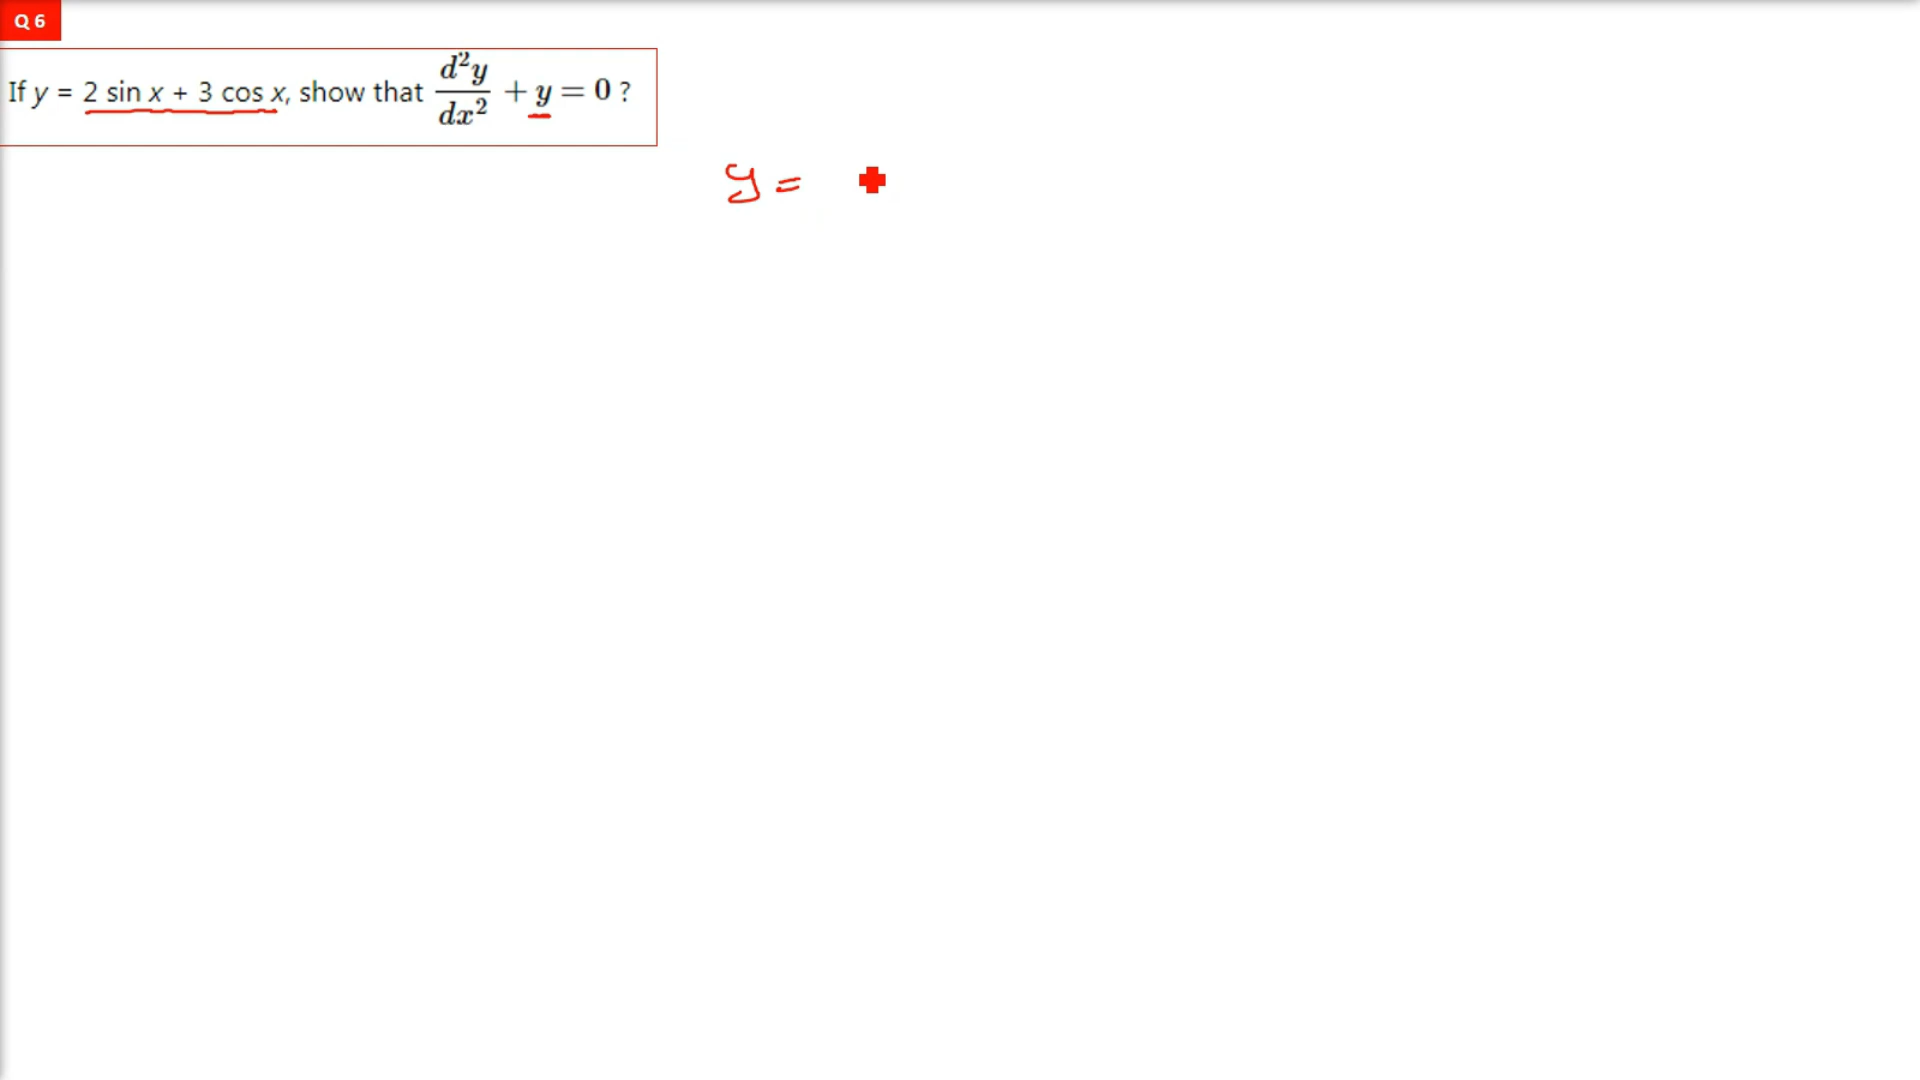 Q 6
If y = 2 sin x + 3 cos x, show that d²y/dx² + y = 0 ?
y =